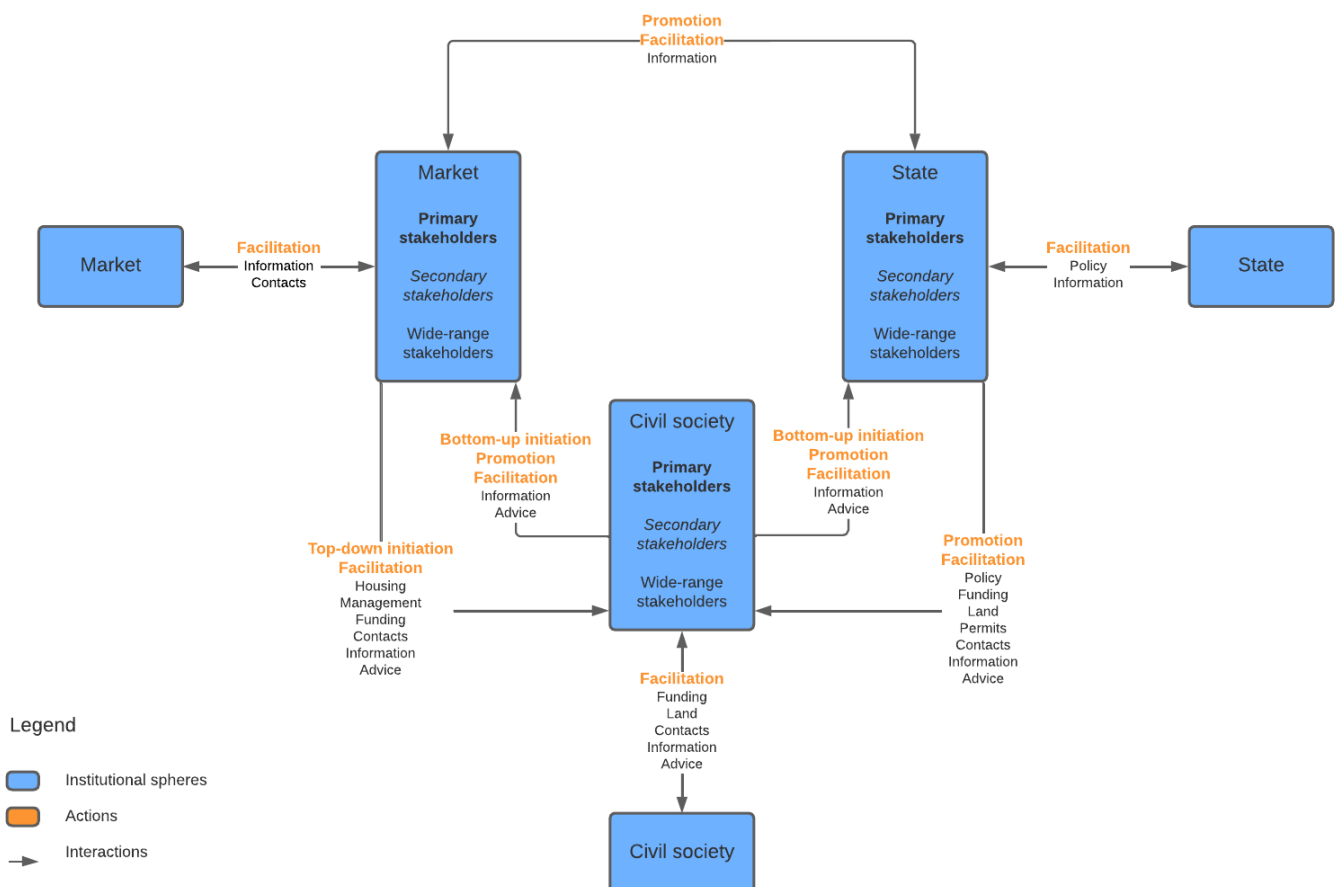 Promotion
Facilitation
Information
Market
Primary
stakeholders
Secondary
stakeholders
Wide-range
stakeholders
State
Primary
stakeholders
Secondary
stakeholders
Wide-range
stakeholders
Market
Facilitation
Information
Contacts
Facilitation
Policy
Information
State
Civil society
Primary
stakeholders
Secondary
stakeholders
Wide-range
stakeholders
Bottom-up initiation
Promotion
Facilitation
Information
Advice
Bottom-up initiation
Promotion
Facilitation
Information
Advice
Top-down initiation
Facilitation
Housing
Management
Funding
Contacts
Information
Advice
Promotion
Facilitation
Policy
Funding
Land
Permits
Contacts
Information
Advice
Facilitation
Funding
Land
Contacts
Information
Advice
Civil society
Legend
Institutional spheres
Actions
Interactions